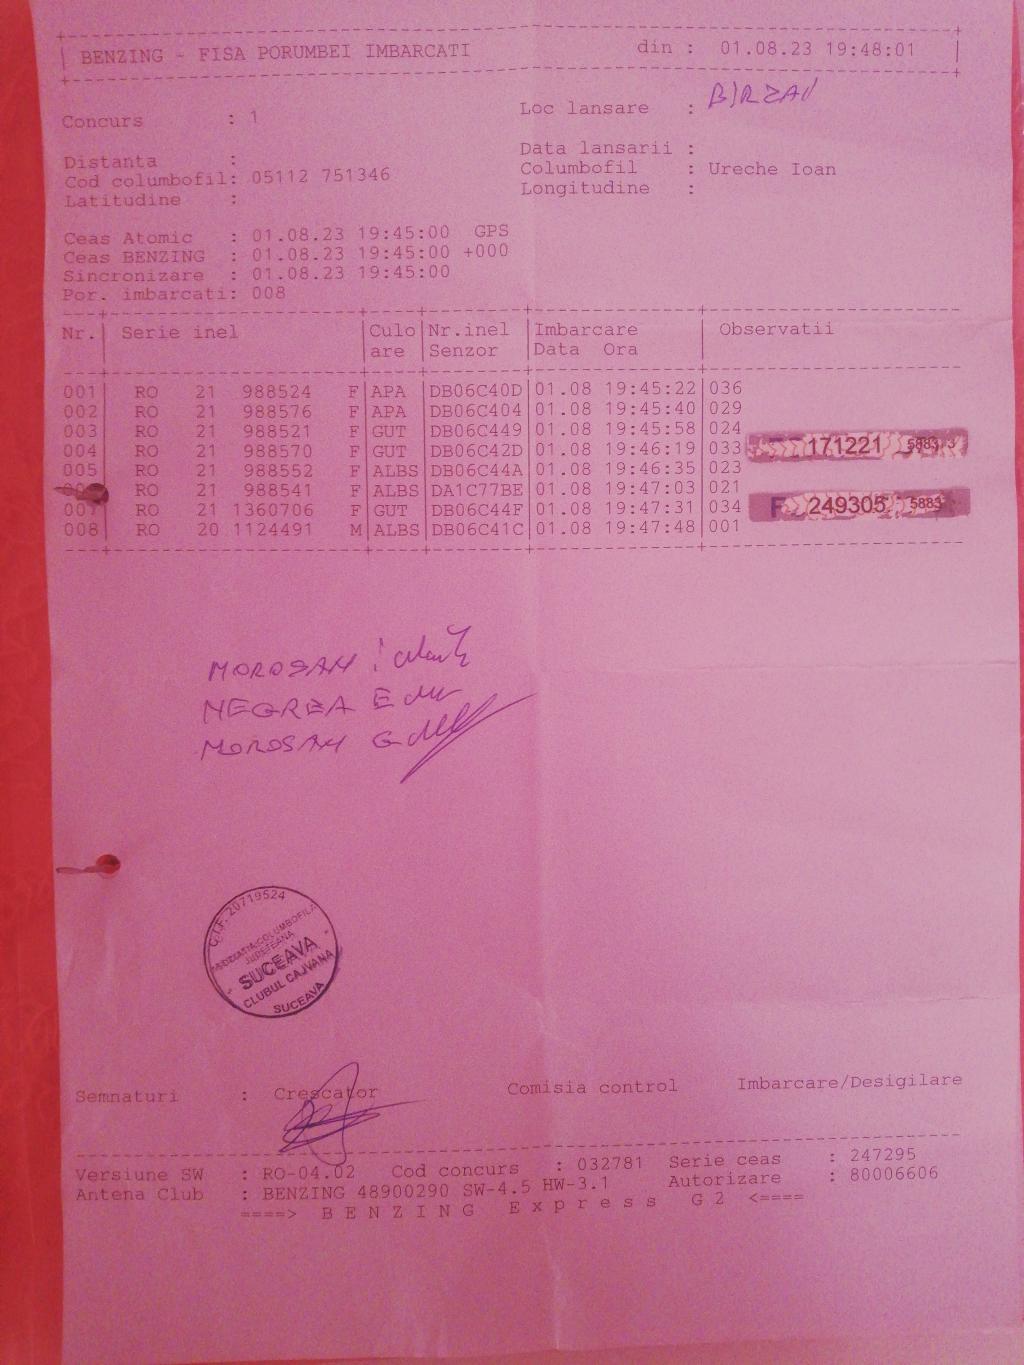 BENZING - FISA PORUMBEI IMBARCATI din : 01.08.23 19:48:01
Concurs : 1 Loc lansare : BIRZAI
Distanta : Data lansarii :
Cod columbofil: 05112 751346 Columbofil : Ureche Ioan
Latitudine : Longitudine :
Ceas Atomic : 01.08.23 19:45:00 GPS
Ceas BENZING : 01.08.23 19:45:00 +000
Sincronizare : 01.08.23 19:45:00
Por. imbarcati: 008
Nr. Serie inel Culo Nr.inel Imbarcare Observatii
are Senzor Data Ora
001 RO 21 988524 F APA DB06C40D 01.08 19:45:22 036
002 RO 21 988576 F APA DB06C404 01.08 19:45:40 029
003 RO 21 988521 F GUT DB06C449 01.08 19:45:58 024
004 RO 21 988570 F GUT DB06C42D 01.08 19:46:19 033 171221
005 RO 21 988552 F ALBS DB06C44A 01.08 19:46:35 023
RO 21 988541 F ALBS DA1C77BE 01.08 19:47:03 021
007 RO 21 1360706 F GUT DB06C44F 01.08 19:47:31 034 F 249305 5883
008 RO 20 1124491 M ALBS DB06C41C 01.08 19:47:48 001
MOROSAN I
NEGREA E
MOROSAN G
C.I.F. 20719524
COLUMBOFILA
JUDETEANA
SUCEAVA
CLUBUL CAJVANA
SUCEAVA
Semnaturi : Crescator Comisia control Imbarcare/Desigilare
Versiune SW : RO-04.02 Cod concurs : 032781 Serie ceas : 247295
Antena Club : BENZING 48900290 SW-4.5 HW-3.1 Autorizare : 80006606
====> B E N Z I N G E x p r e s s G 2 <====